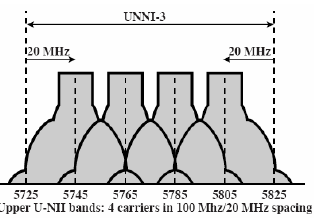 UNNI-3
20 MHz 20 MHz
5725 5745 5765 5785 5805 5825
Upper U-NII bands: 4 carriers in 100 Mhz/20 MHz spacing